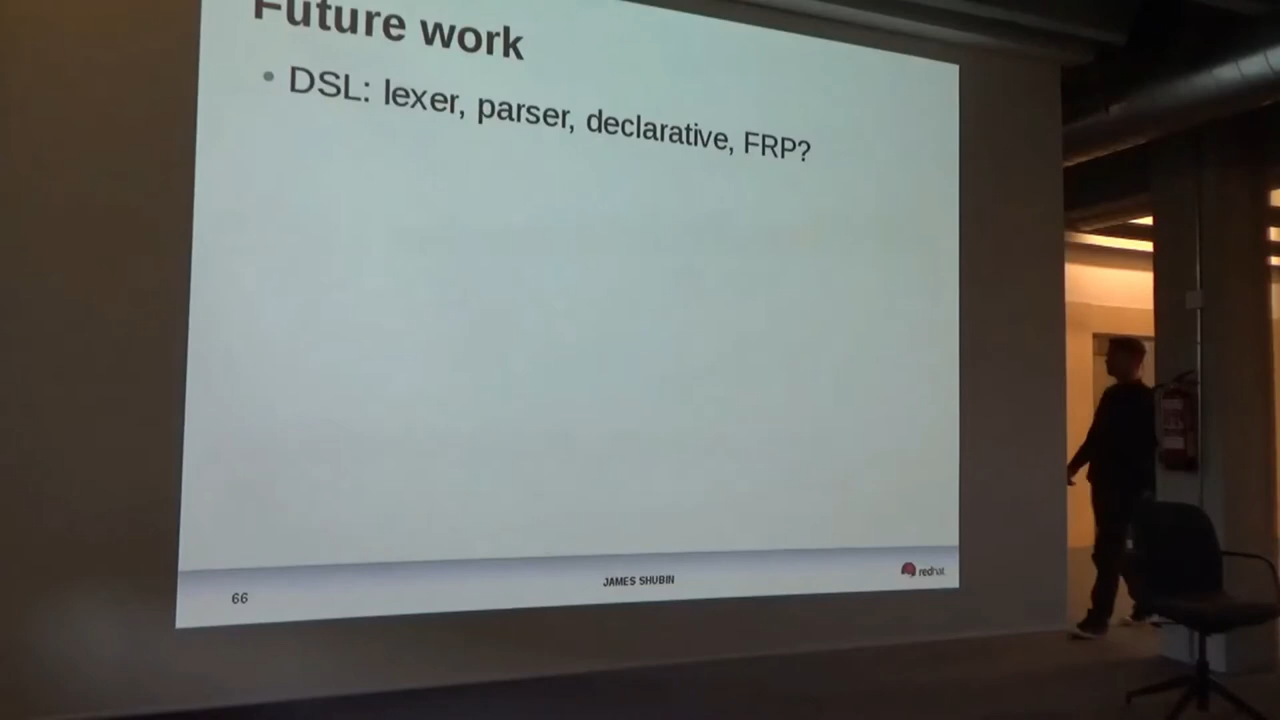 Future work
• DSL: lexer, parser, declarative, FRP?
66
JAMES SHUBIN
redhat.